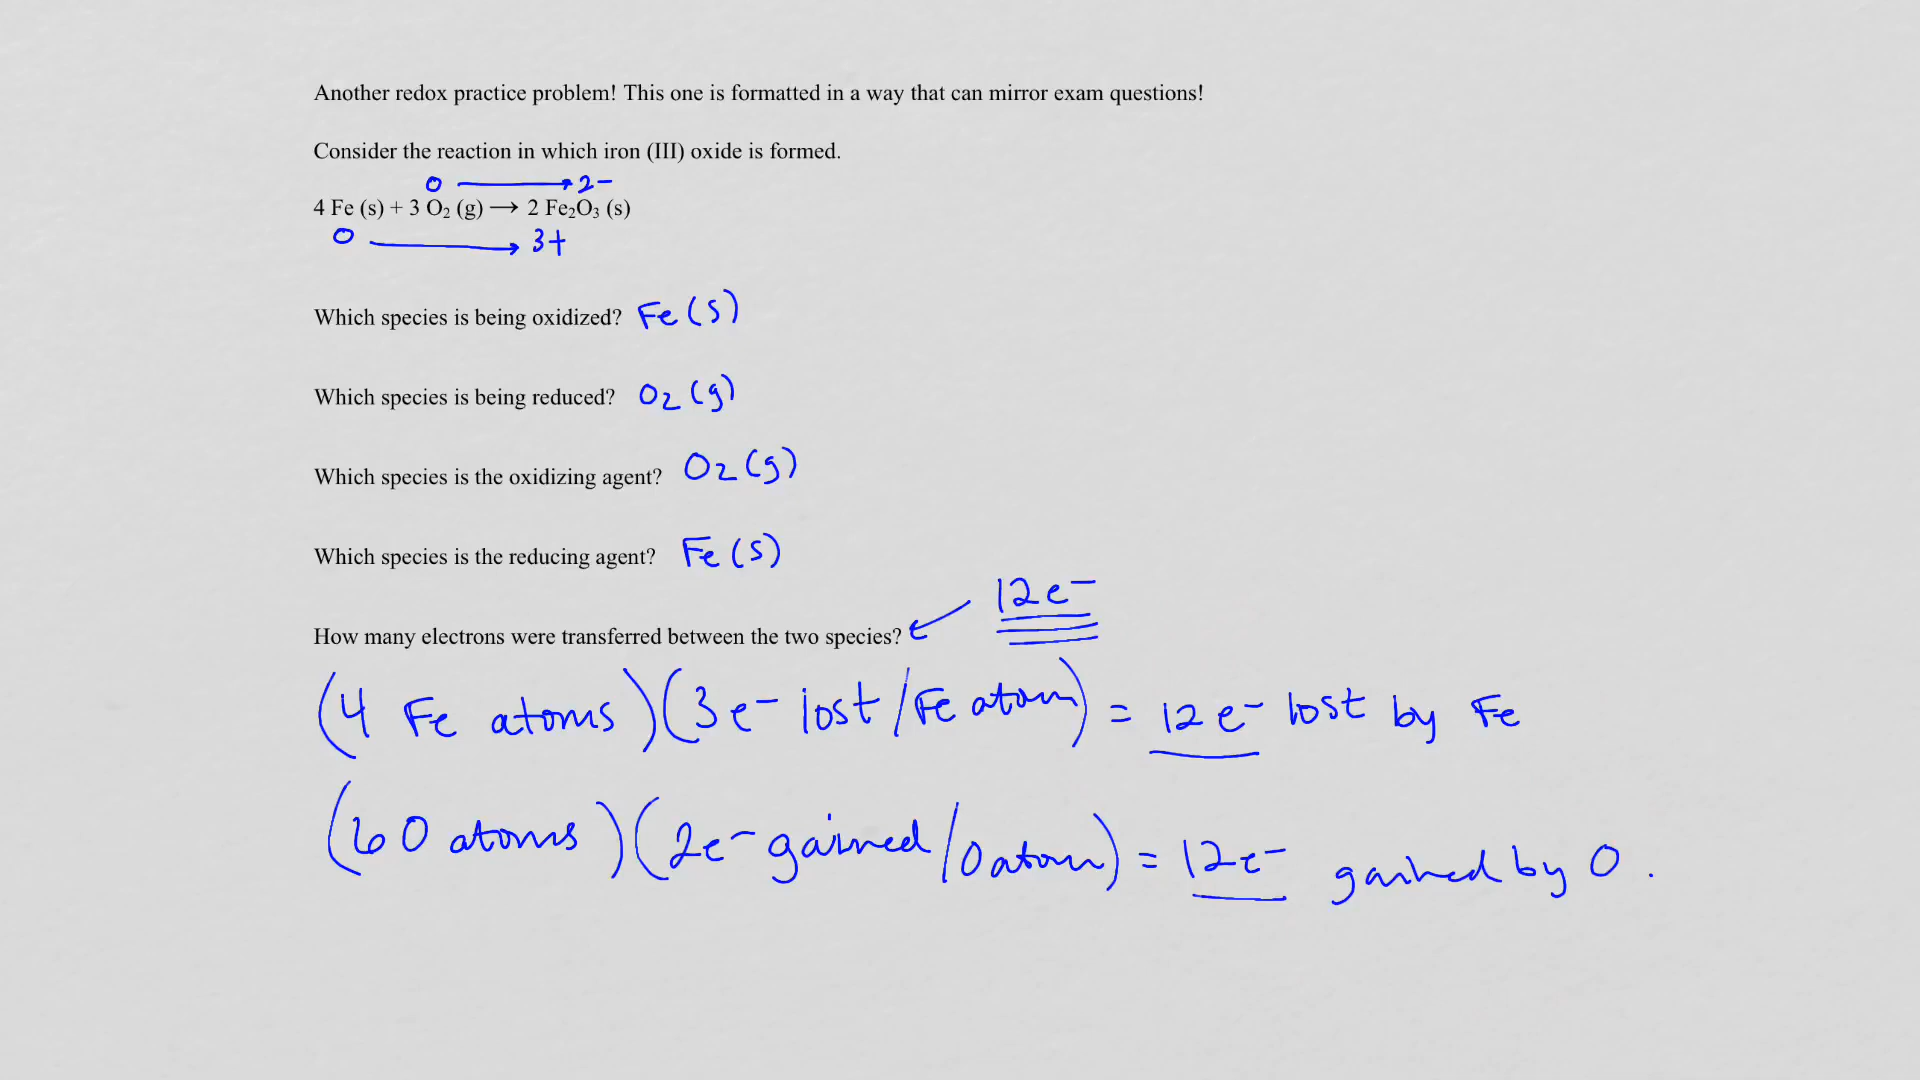 Another redox practice problem! This one is formatted in a way that can mirror exam questions!
Consider the reaction in which iron (III) oxide is formed.
0 → 2-
4 Fe (s) + 3 O₂ (g) ⟶ 2 Fe₂O₃ (s)
0 → 3+
Which species is being oxidized? Fe (s)
Which species is being reduced? O₂ (g)
Which species is the oxidizing agent? O₂ (g)
Which species is the reducing agent? Fe (s)
12e⁻
How many electrons were transferred between the two species?
(4 Fe atoms)(3e⁻ lost/Fe atom) = 12 e⁻ lost by Fe
(6 O atoms)(2e⁻ gained/O atom) = 12e⁻ gained by O.